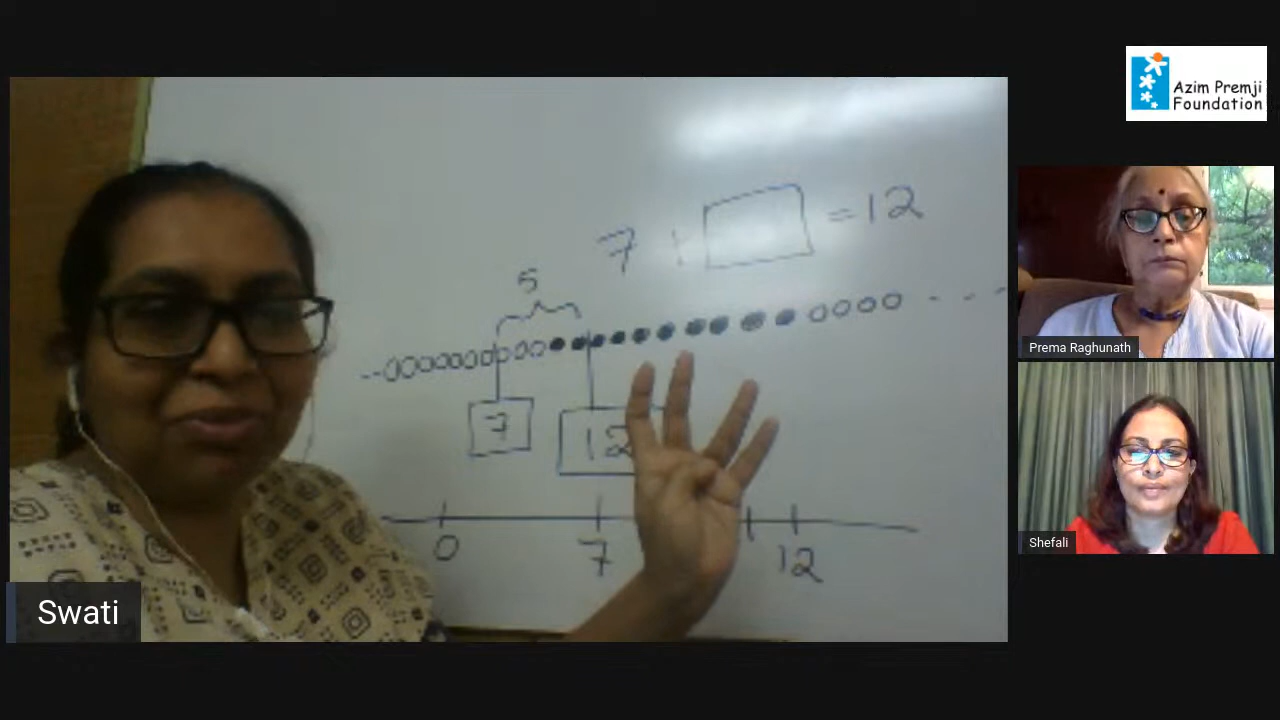 Azim Premji
Foundation
7 + = 12
5
7
12
0
7
12
Prema Raghunath
Shefali
Swati